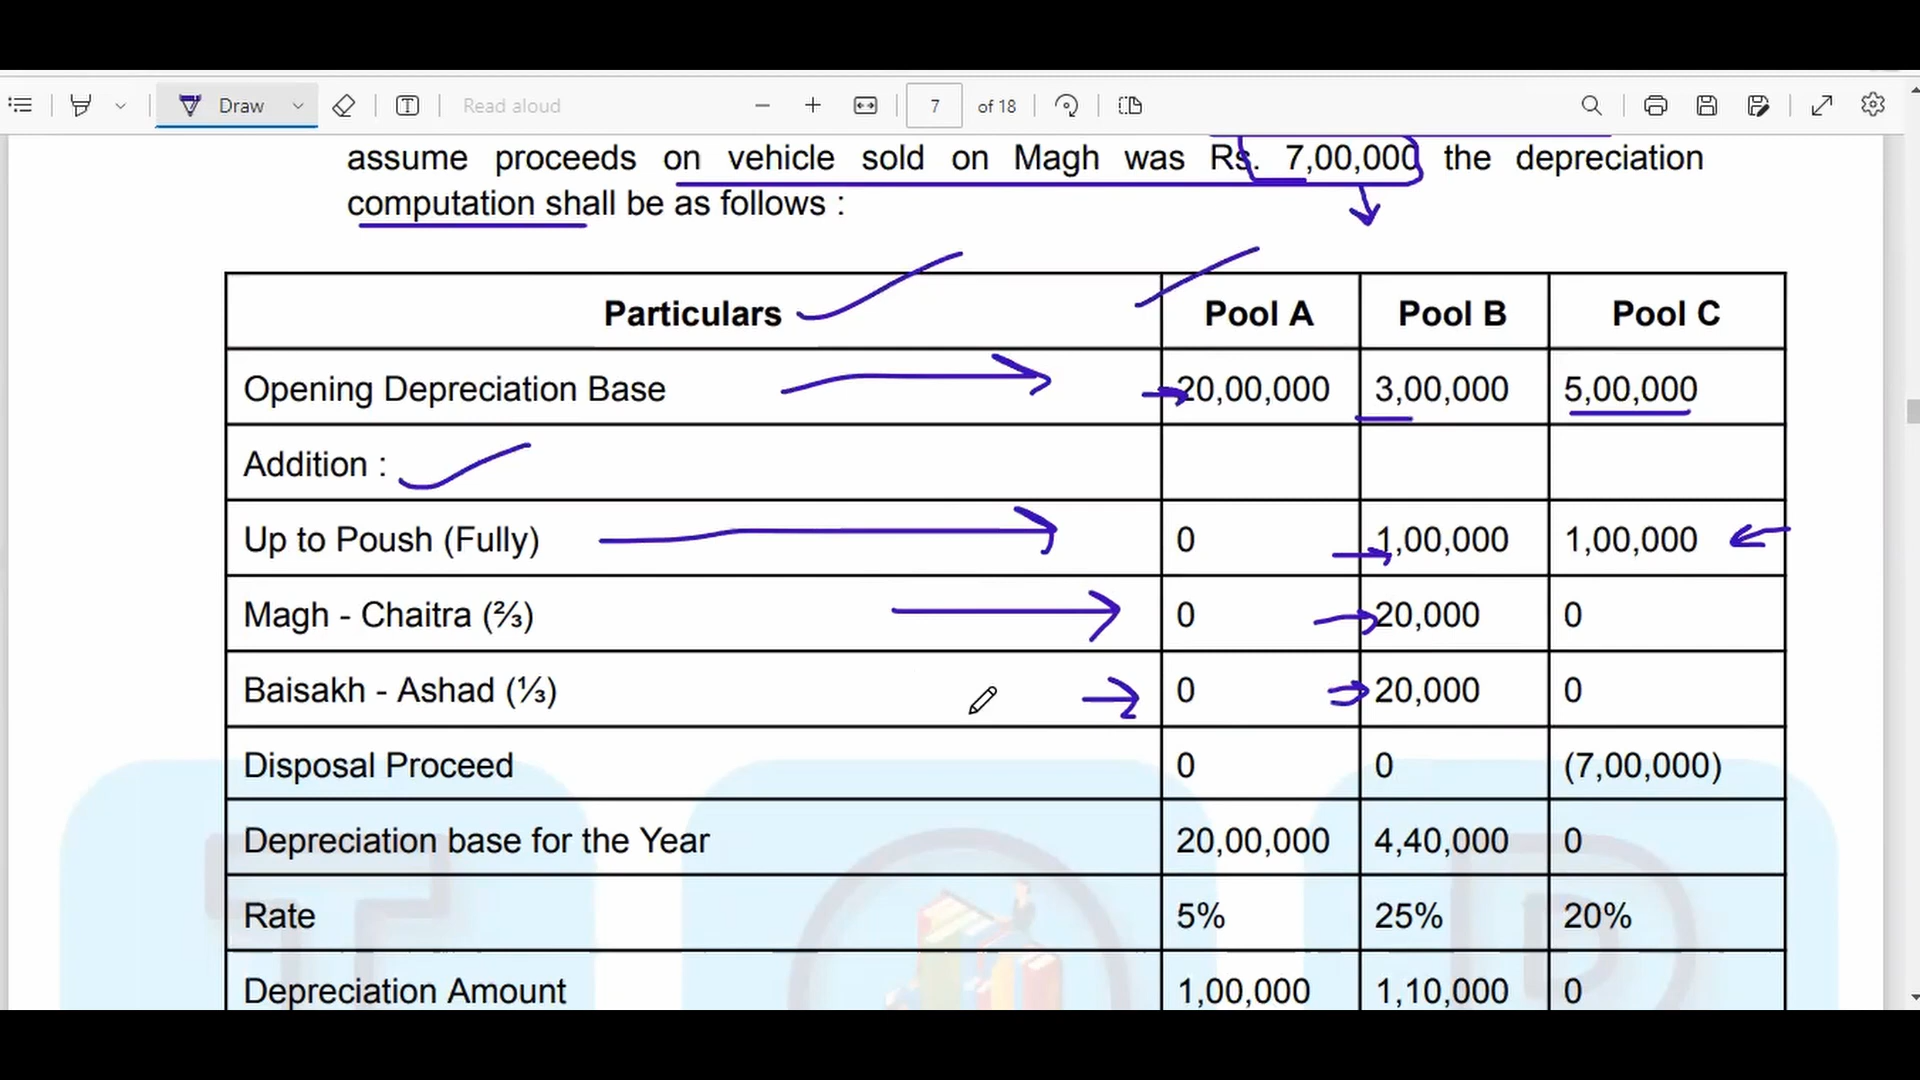 Draw
Read aloud
7 of 18
assume proceeds on vehicle sold on Magh was Rs. 7,00,000 the depreciation
computation shall be as follows :
Particulars Pool A Pool B Pool C
Opening Depreciation Base 20,00,000 3,00,000 5,00,000
Addition :
Up to Poush (Fully) 0 1,00,000 1,00,000
Magh - Chaitra (⅔) 0 20,000 0
Baisakh - Ashad (⅓) 0 20,000 0
Disposal Proceed 0 0 (7,00,000)
Depreciation base for the Year 20,00,000 4,40,000 0
Rate 5% 25% 20%
Depreciation Amount 1,00,000 1,10,000 0
T D